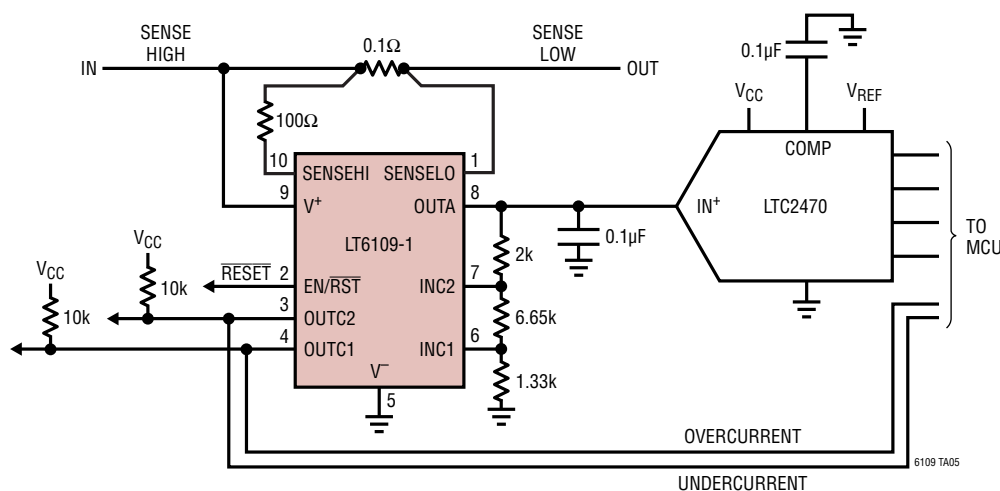 SENSE
HIGH
0.1Ω
SENSE
LOW
IN
OUT
100Ω
0.1µF
VCC
VREF
COMP
IN+
LTC2470
TO
MCU
10
SENSEHI
SENSELO
1
9
V+
OUTA
8
LT6109-1
0.1µF
2k
VCC
10k
VCC
10k
RESET
2
EN/RST
INC2
7
3
OUTC2
6.65k
4
OUTC1
INC1
6
V–
5
1.33k
OVERCURRENT
6109 TA05
UNDERCURRENT